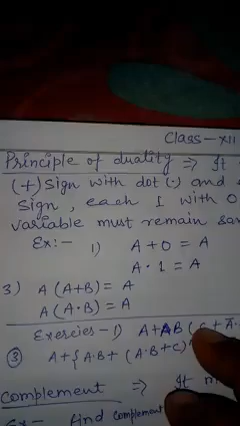 Class-XII
Principle of duality => It
(+) sign with dot (.) and
sign, each 1 with 0
variable must remain sam
Ex:- 1) A + 0 = A
A . 1 = A
3) A (A+B) = A
A (A.B) = A
Exercies-1) A+AB (
③ A+{A.B+ (A.B+C)
complement => It
Ex- find complement